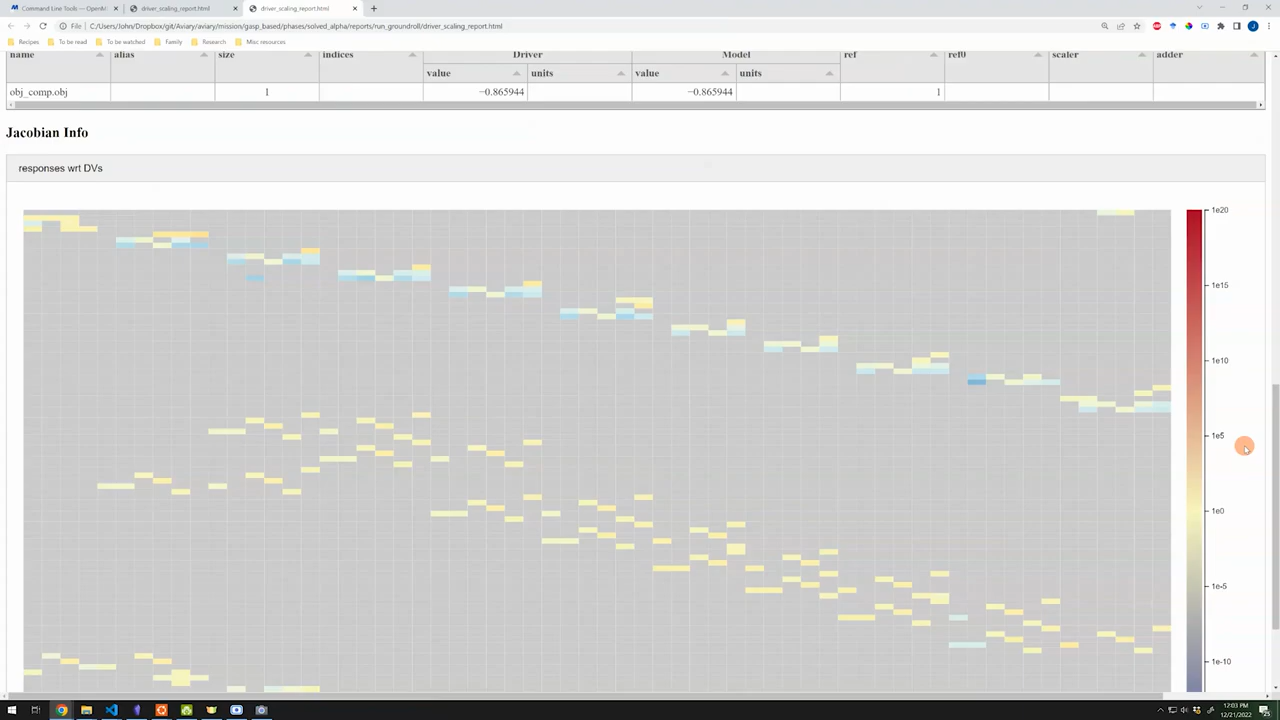 Command Line Tools — OpenM
driver_scaling_report.html
driver_scaling_report.html
File
C:/Users/John/Dropbox/git/Aviary/aviary/mission/gasp_based/phases/solved_alpha/reports/run_groundroll/driver_scaling_report.html
Recipes
To be read
To be watched
Family
Research
Misc resources
name alias size indices Driver Model ref ref0 scaler adder
value units value units
obj_comp.obj 1 −0.865944 −0.865944 1
Jacobian Info
responses wrt DVs
1e20
1e15
1e10
1e5
1e0
1e-5
1e-10
12:03 PM
12/21/2022